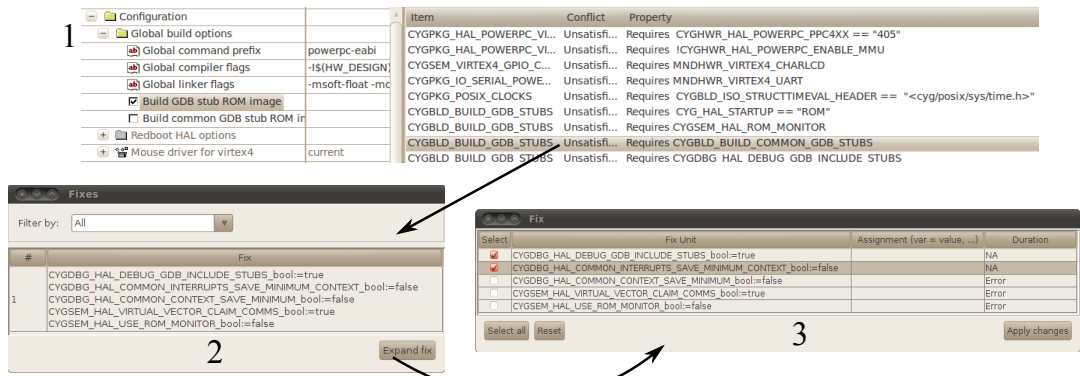 1
Configuration
Global build options
Global command prefix powerpc-eabi
Global compiler flags -I$(HW_DESIGN)
Global linker flags -msoft-float -mc
Build GDB stub ROM image
Build common GDB stub ROM in
Redboot HAL options
Mouse driver for virtex4 current
Item Conflict Property
CYGPKG_HAL_POWERPC_VI... Unsatisfi... Requires CYGHWR_HAL_POWERPC_PPC4XX == "405"
CYGPKG_HAL_POWERPC_VI... Unsatisfi... Requires !CYGHWR_HAL_POWERPC_ENABLE_MMU
CYGSEM_VIRTEX4_GPIO_C... Unsatisfi... Requires MNDHWR_VIRTEX4_CHARLCD
CYGPKG_IO_SERIAL_POWE... Unsatisfi... Requires MNDHWR_VIRTEX4_UART
CYGPKG_POSIX_CLOCKS Unsatisfi... Requires CYGBLD_ISO_STRUCTTIMEVAL_HEADER == "<cyg/posix/sys/time.h>"
CYGBLD_BUILD_GDB_STUBS Unsatisfi... Requires CYG_HAL_STARTUP == "ROM"
CYGBLD_BUILD_GDB_STUBS Unsatisfi... Requires CYGSEM_HAL_ROM_MONITOR
CYGBLD_BUILD_GDB_STUBS Unsatisfi... Requires CYGBLD_BUILD_COMMON_GDB_STUBS
CYGBLD_BUILD_GDB_STUBS Unsatisfi... Requires CYGDBG_HAL_DEBUG_GDB_INCLUDE_STUBS
Fixes
Filter by: All
# Fix
1
CYGDBG_HAL_DEBUG_GDB_INCLUDE_STUBS_bool:=true
CYGDBG_HAL_COMMON_INTERRUPTS_SAVE_MINIMUM_CONTEXT_bool:=false
CYGDBG_HAL_COMMON_CONTEXT_SAVE_MINIMUM_bool:=false
CYGSEM_HAL_VIRTUAL_VECTOR_CLAIM_COMMS_bool:=true
CYGSEM_HAL_USE_ROM_MONITOR_bool:=false
2
Expand fix
Fix
Select Fix Unit Assignment (var = value, ...) Duration
CYGDBG_HAL_DEBUG_GDB_INCLUDE_STUBS_bool:=true NA
CYGDBG_HAL_COMMON_INTERRUPTS_SAVE_MINIMUM_CONTEXT_bool:=false NA
CYGDBG_HAL_COMMON_CONTEXT_SAVE_MINIMUM_bool:=false Error
CYGSEM_HAL_VIRTUAL_VECTOR_CLAIM_COMMS_bool:=true Error
CYGSEM_HAL_USE_ROM_MONITOR_bool:=false Error
Select all Reset 3 Apply changes